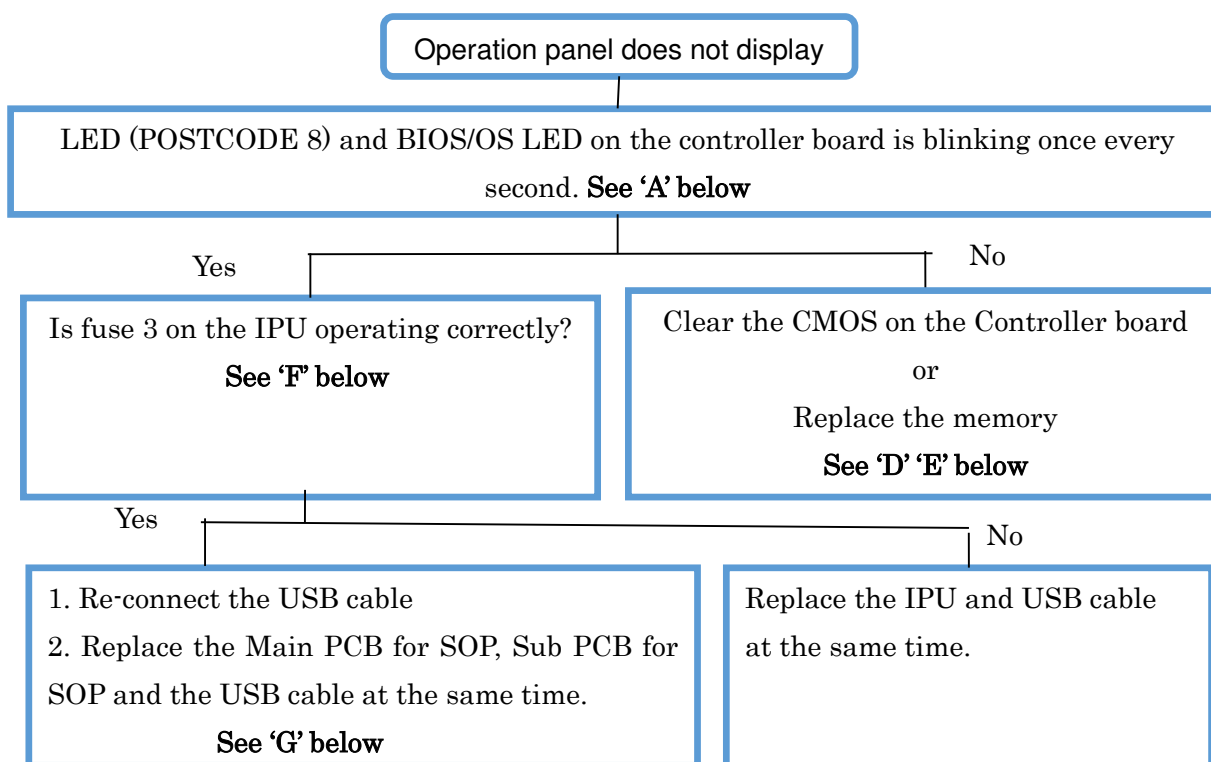 Operation panel does not display
LED (POSTCODE 8) and BIOS/OS LED on the controller board is blinking once every
second. See ‘A’ below
Yes
No
Is fuse 3 on the IPU operating correctly?
See ‘F’ below
Clear the CMOS on the Controller board
or
Replace the memory
See ‘D’ ‘E’ below
Yes
No
1. Re-connect the USB cable
2. Replace the Main PCB for SOP, Sub PCB for
SOP and the USB cable at the same time.
See ‘G’ below
Replace the IPU and USB cable
at the same time.